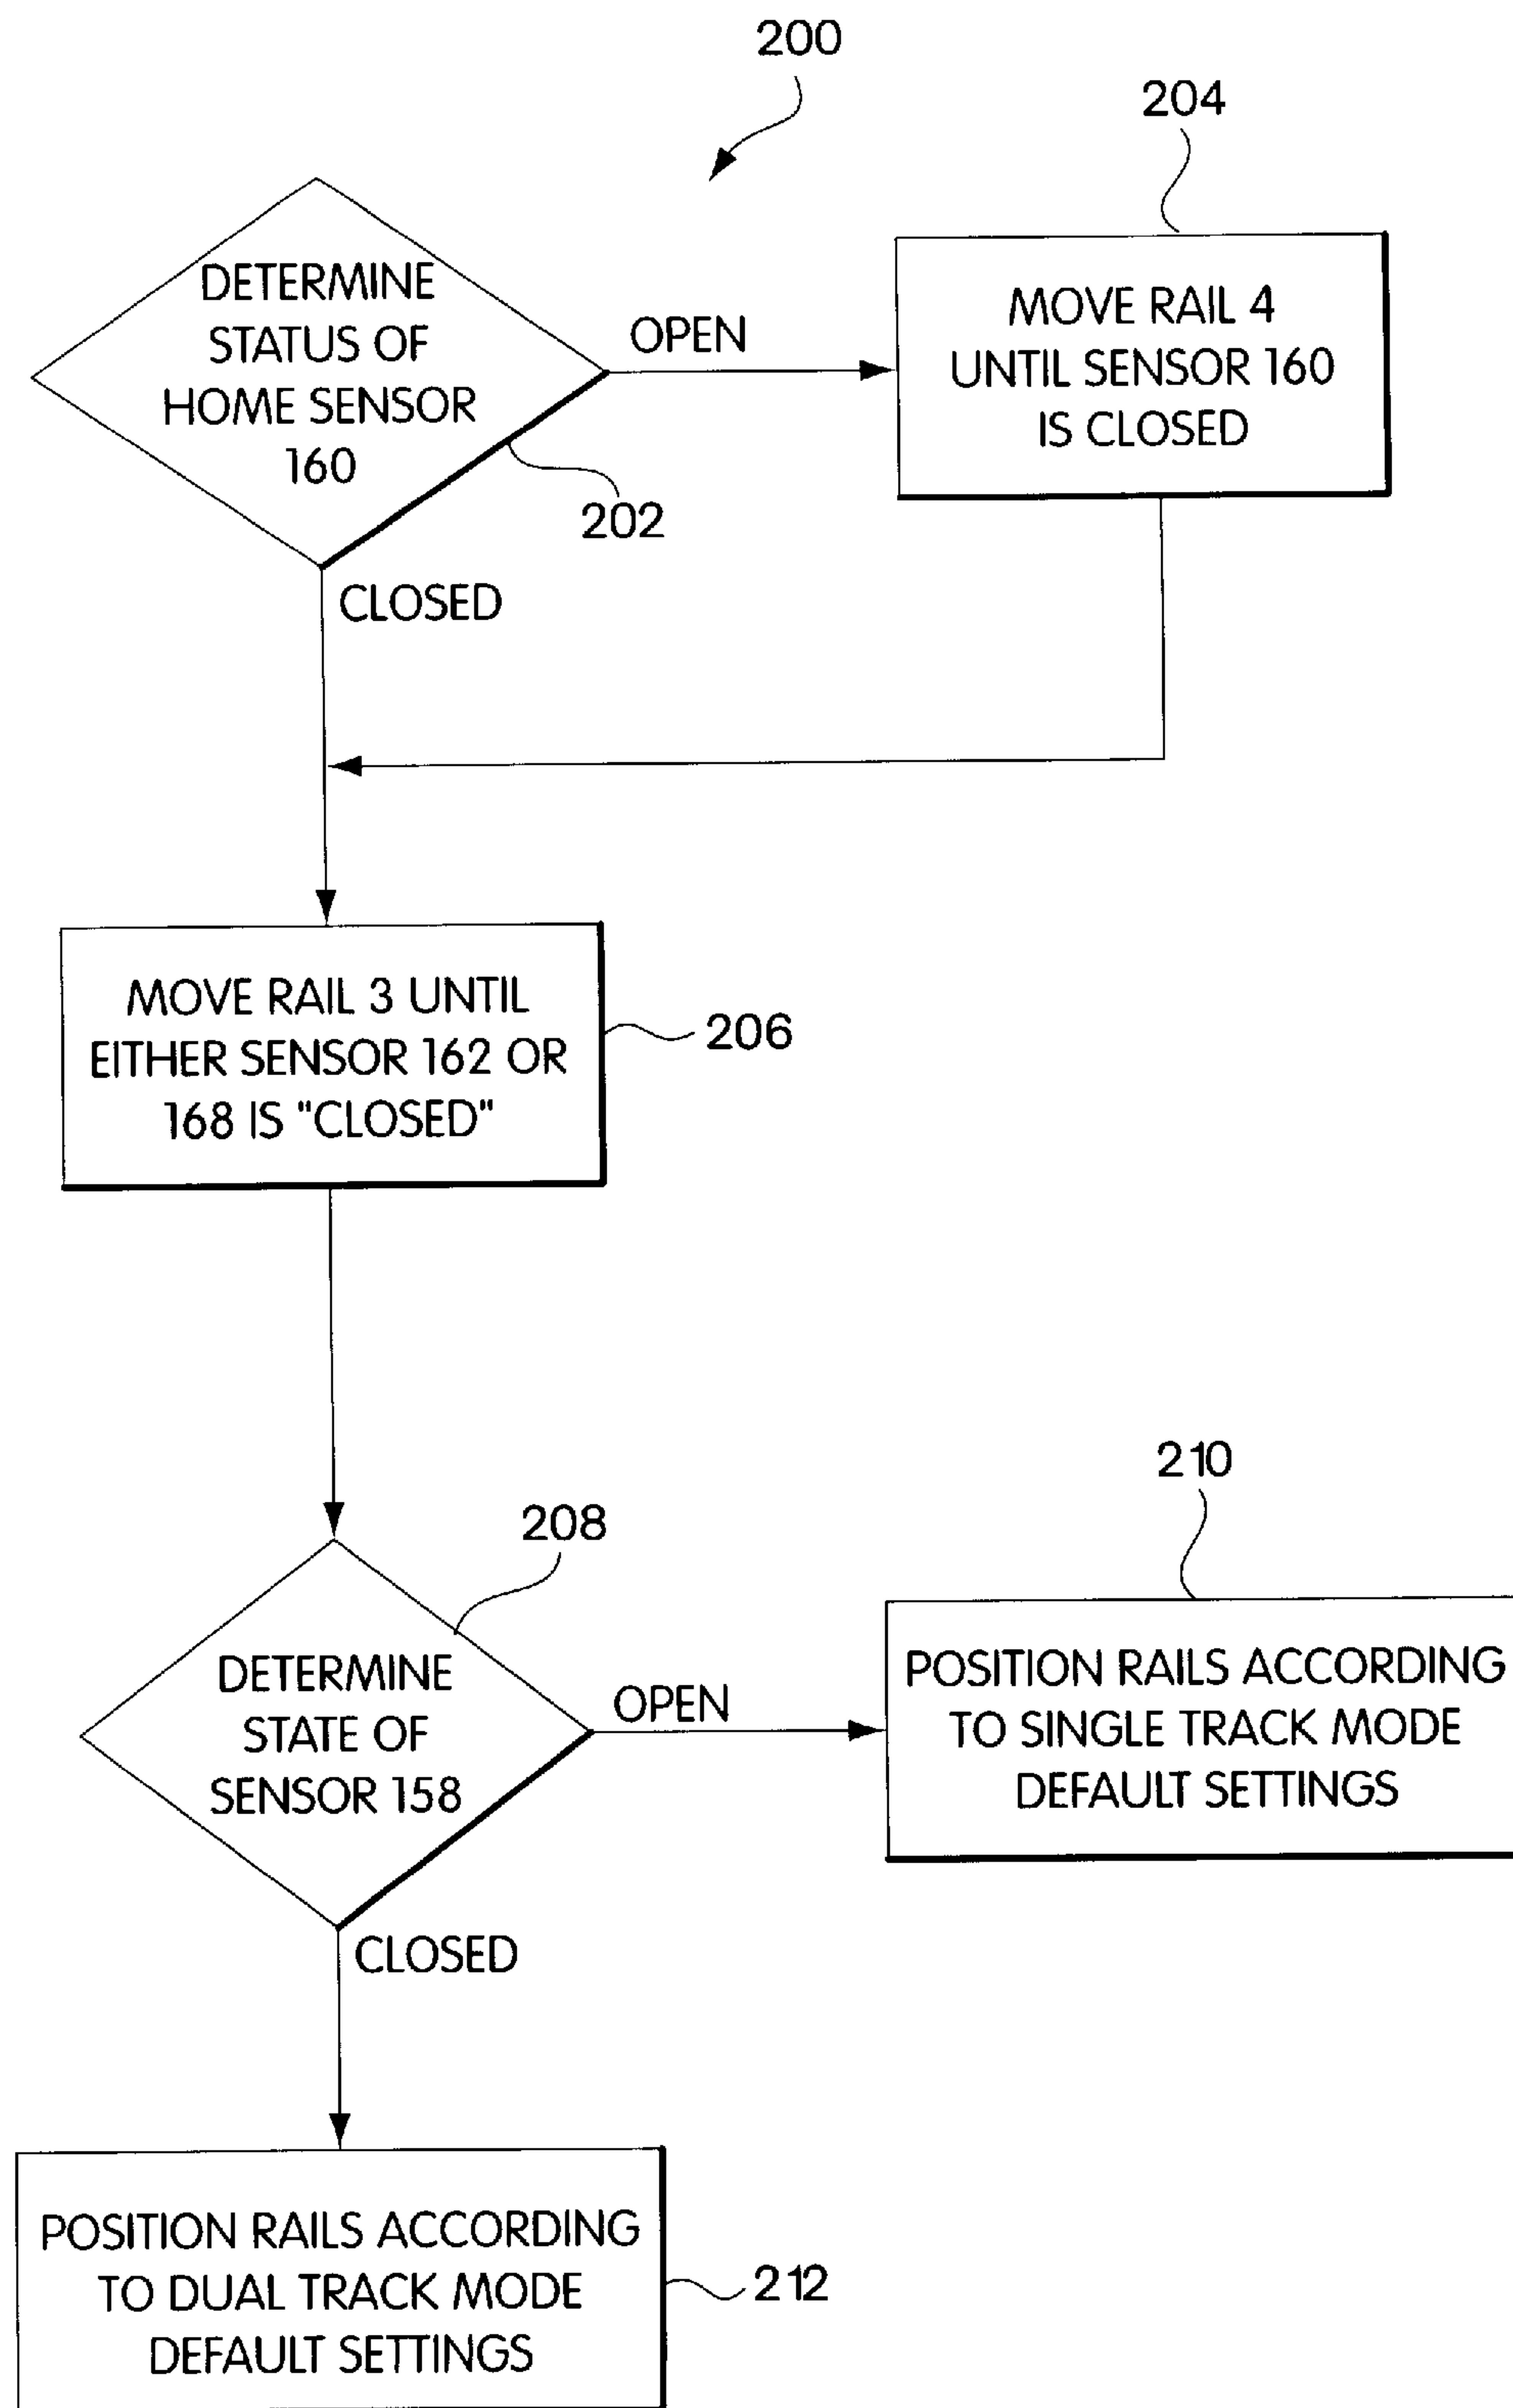 200
204
DETERMINE
STATUS OF
HOME SENSOR
160
OPEN
MOVE RAIL 4
UNTIL SENSOR 160
IS CLOSED
202
CLOSED
MOVE RAIL 3 UNTIL
EITHER SENSOR 162 OR
168 IS "CLOSED"
206
208
210
DETERMINE
STATE OF
SENSOR 158
OPEN
POSITION RAILS ACCORDING
TO SINGLE TRACK MODE
DEFAULT SETTINGS
CLOSED
POSITION RAILS ACCORDING
TO DUAL TRACK MODE
DEFAULT SETTINGS
212